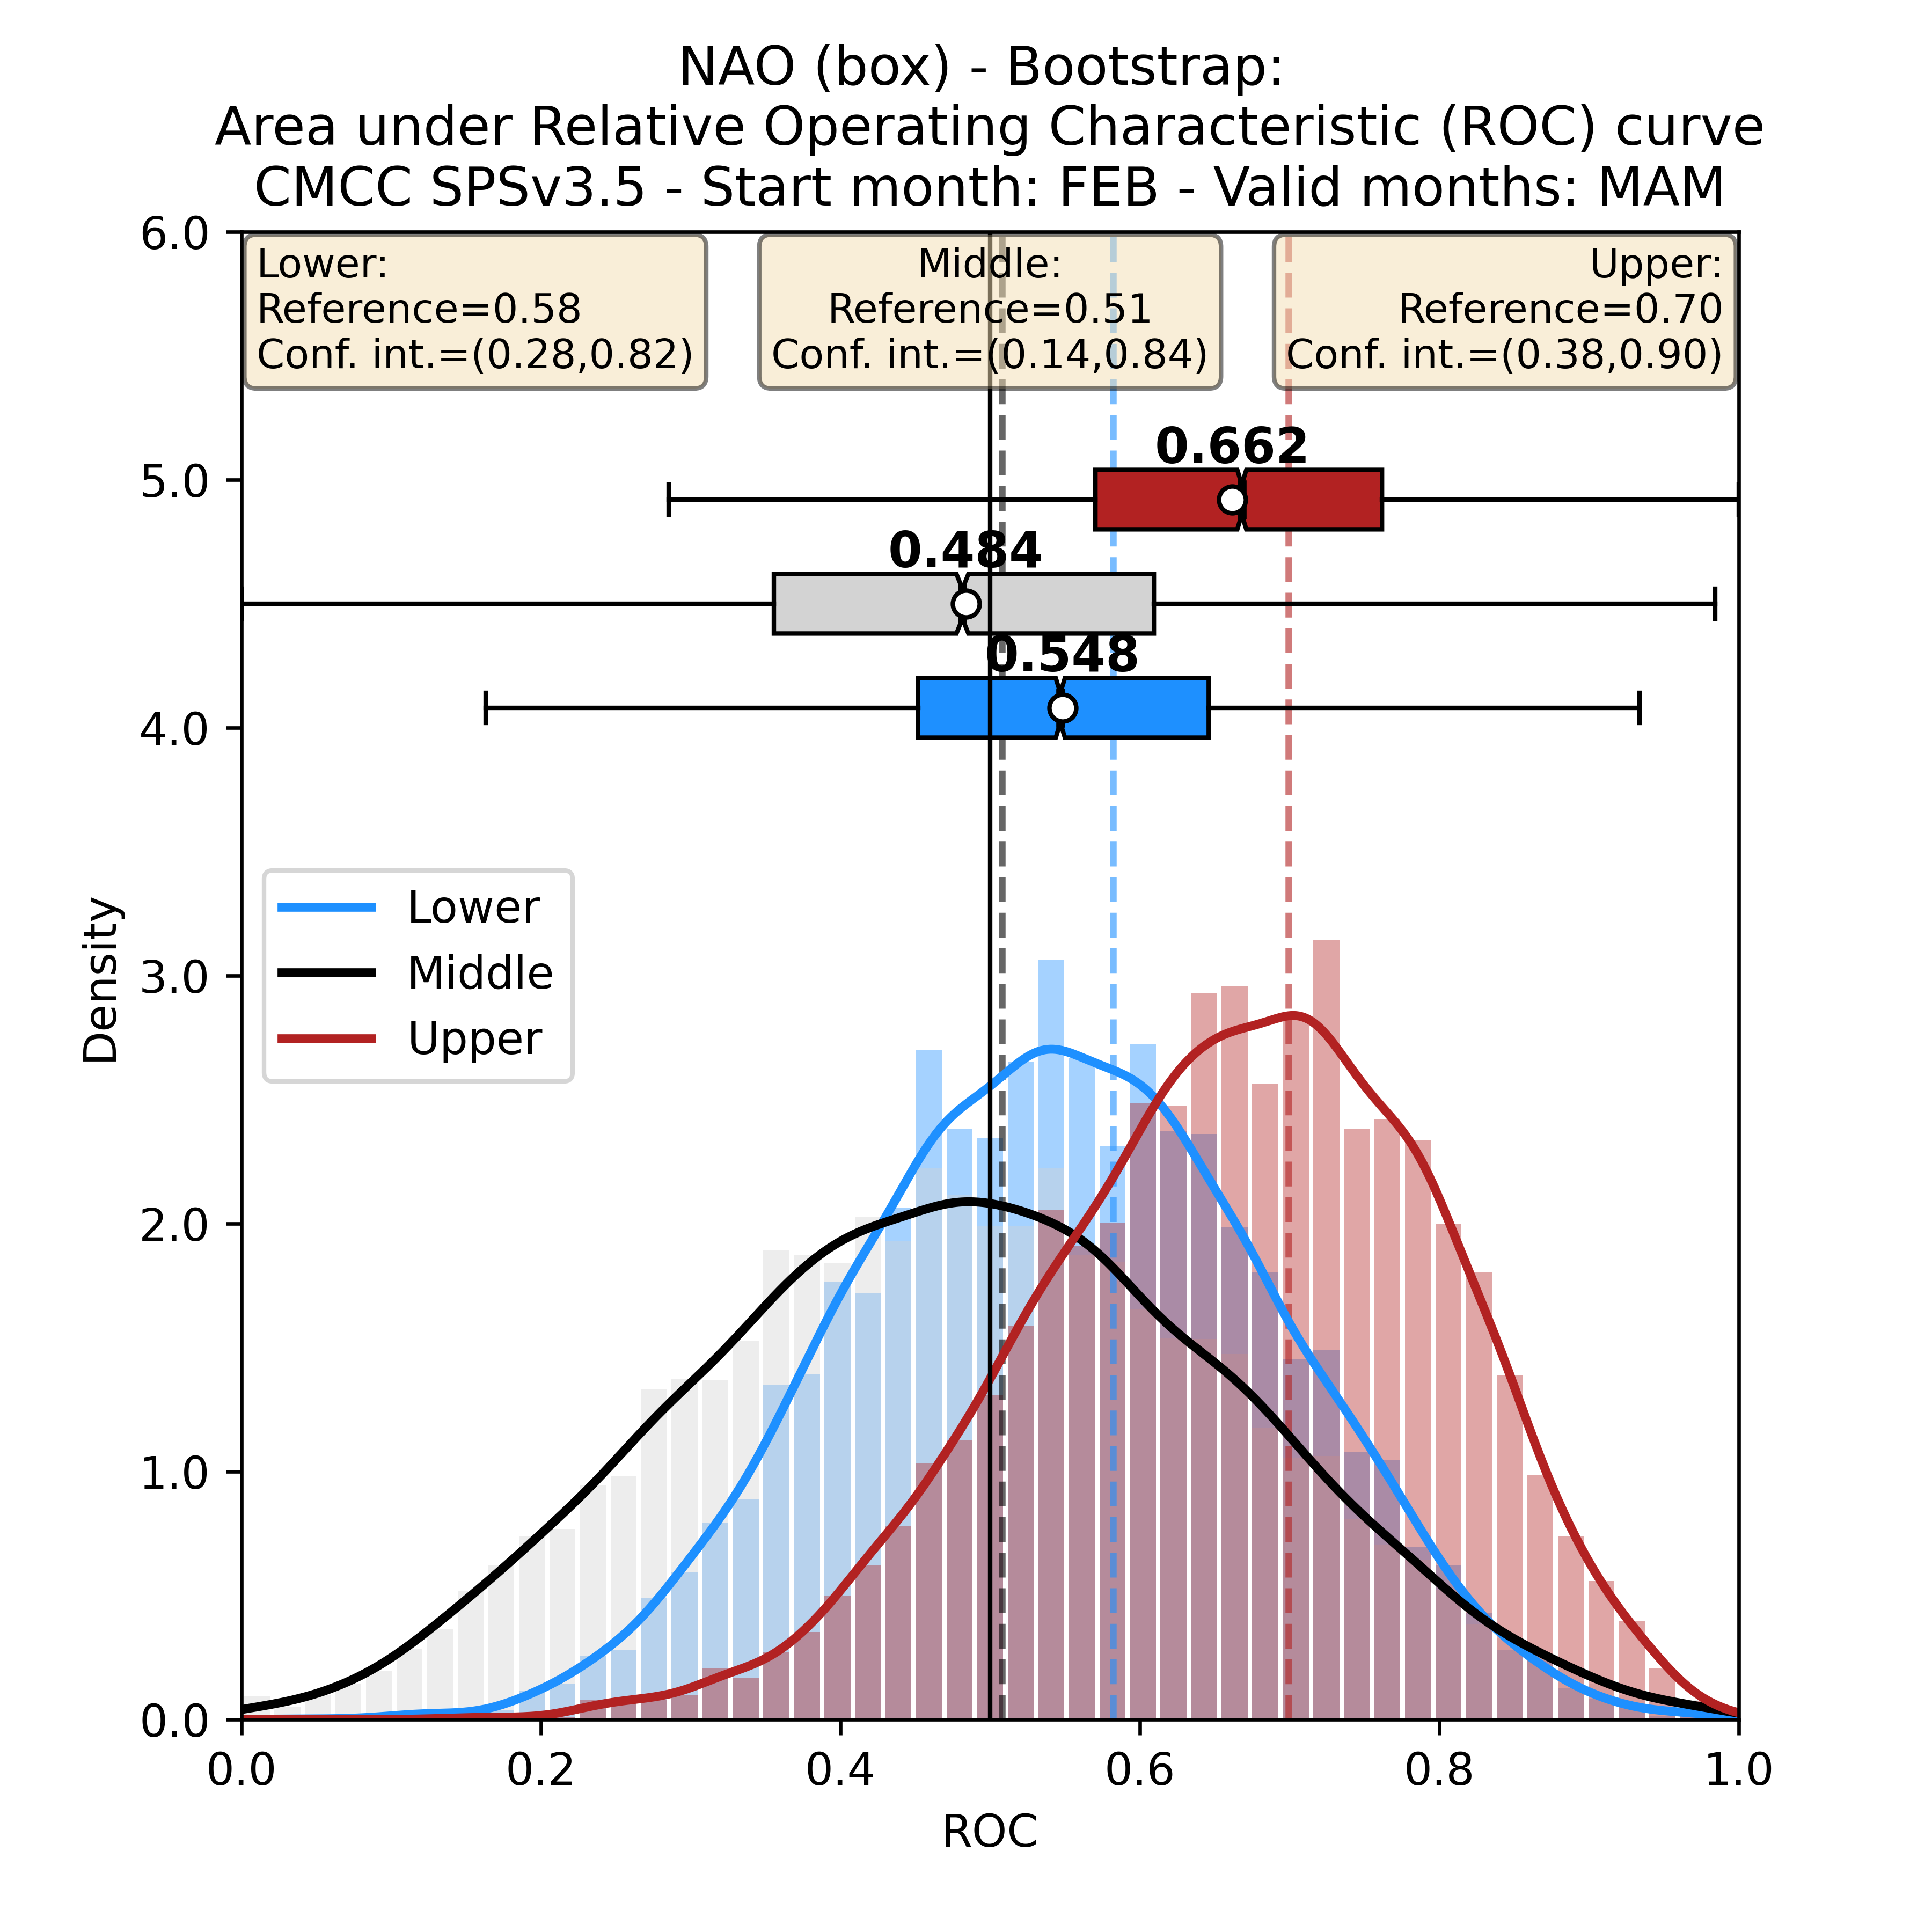 NAO (box) - Bootstrap:
Area under Relative Operating Characteristic (ROC) curve
CMCC SPSv3.5 - Start month: FEB - Valid months: MAM
6.0
Lower:
Reference=0.58
Conf. int.=(0.28,0.82)
Middle:
Reference=0.51
Conf. int.=(0.14,0.84)
Upper:
Reference=0.70
Conf. int.=(0.38,0.90)
0.662
5.0
0.484
0.548
4.0
Lower
Middle
Upper
Density
3.0
2.0
1.0
0.0
0.0
0.2
0.4
0.6
0.8
1.0
ROC